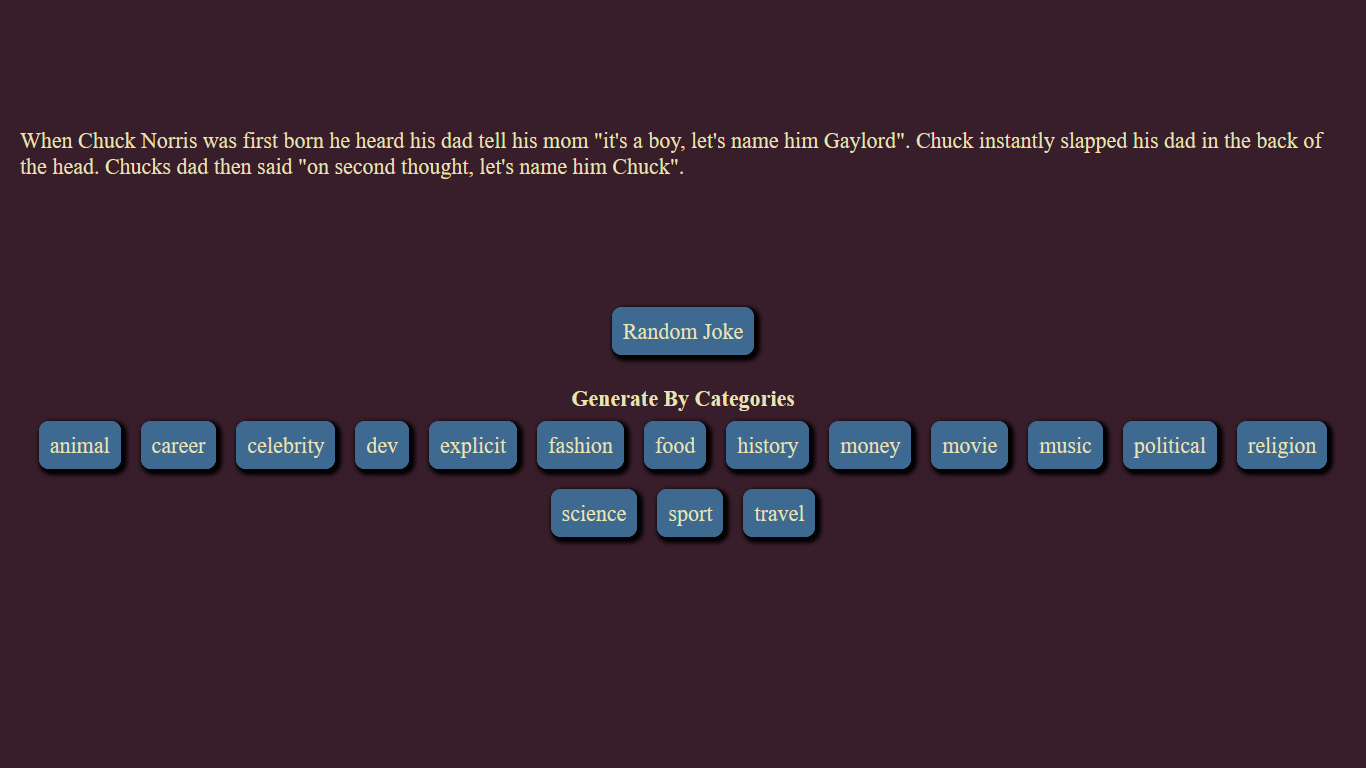 When Chuck Norris was first born he heard his dad tell his mom "it's a boy, let's name him Gaylord". Chuck instantly slapped his dad in the back of
the head. Chucks dad then said "on second thought, let's name him Chuck".
Random Joke
Generate By Categories
animal career celebrity dev explicit fashion food history money movie music political religion
science sport travel